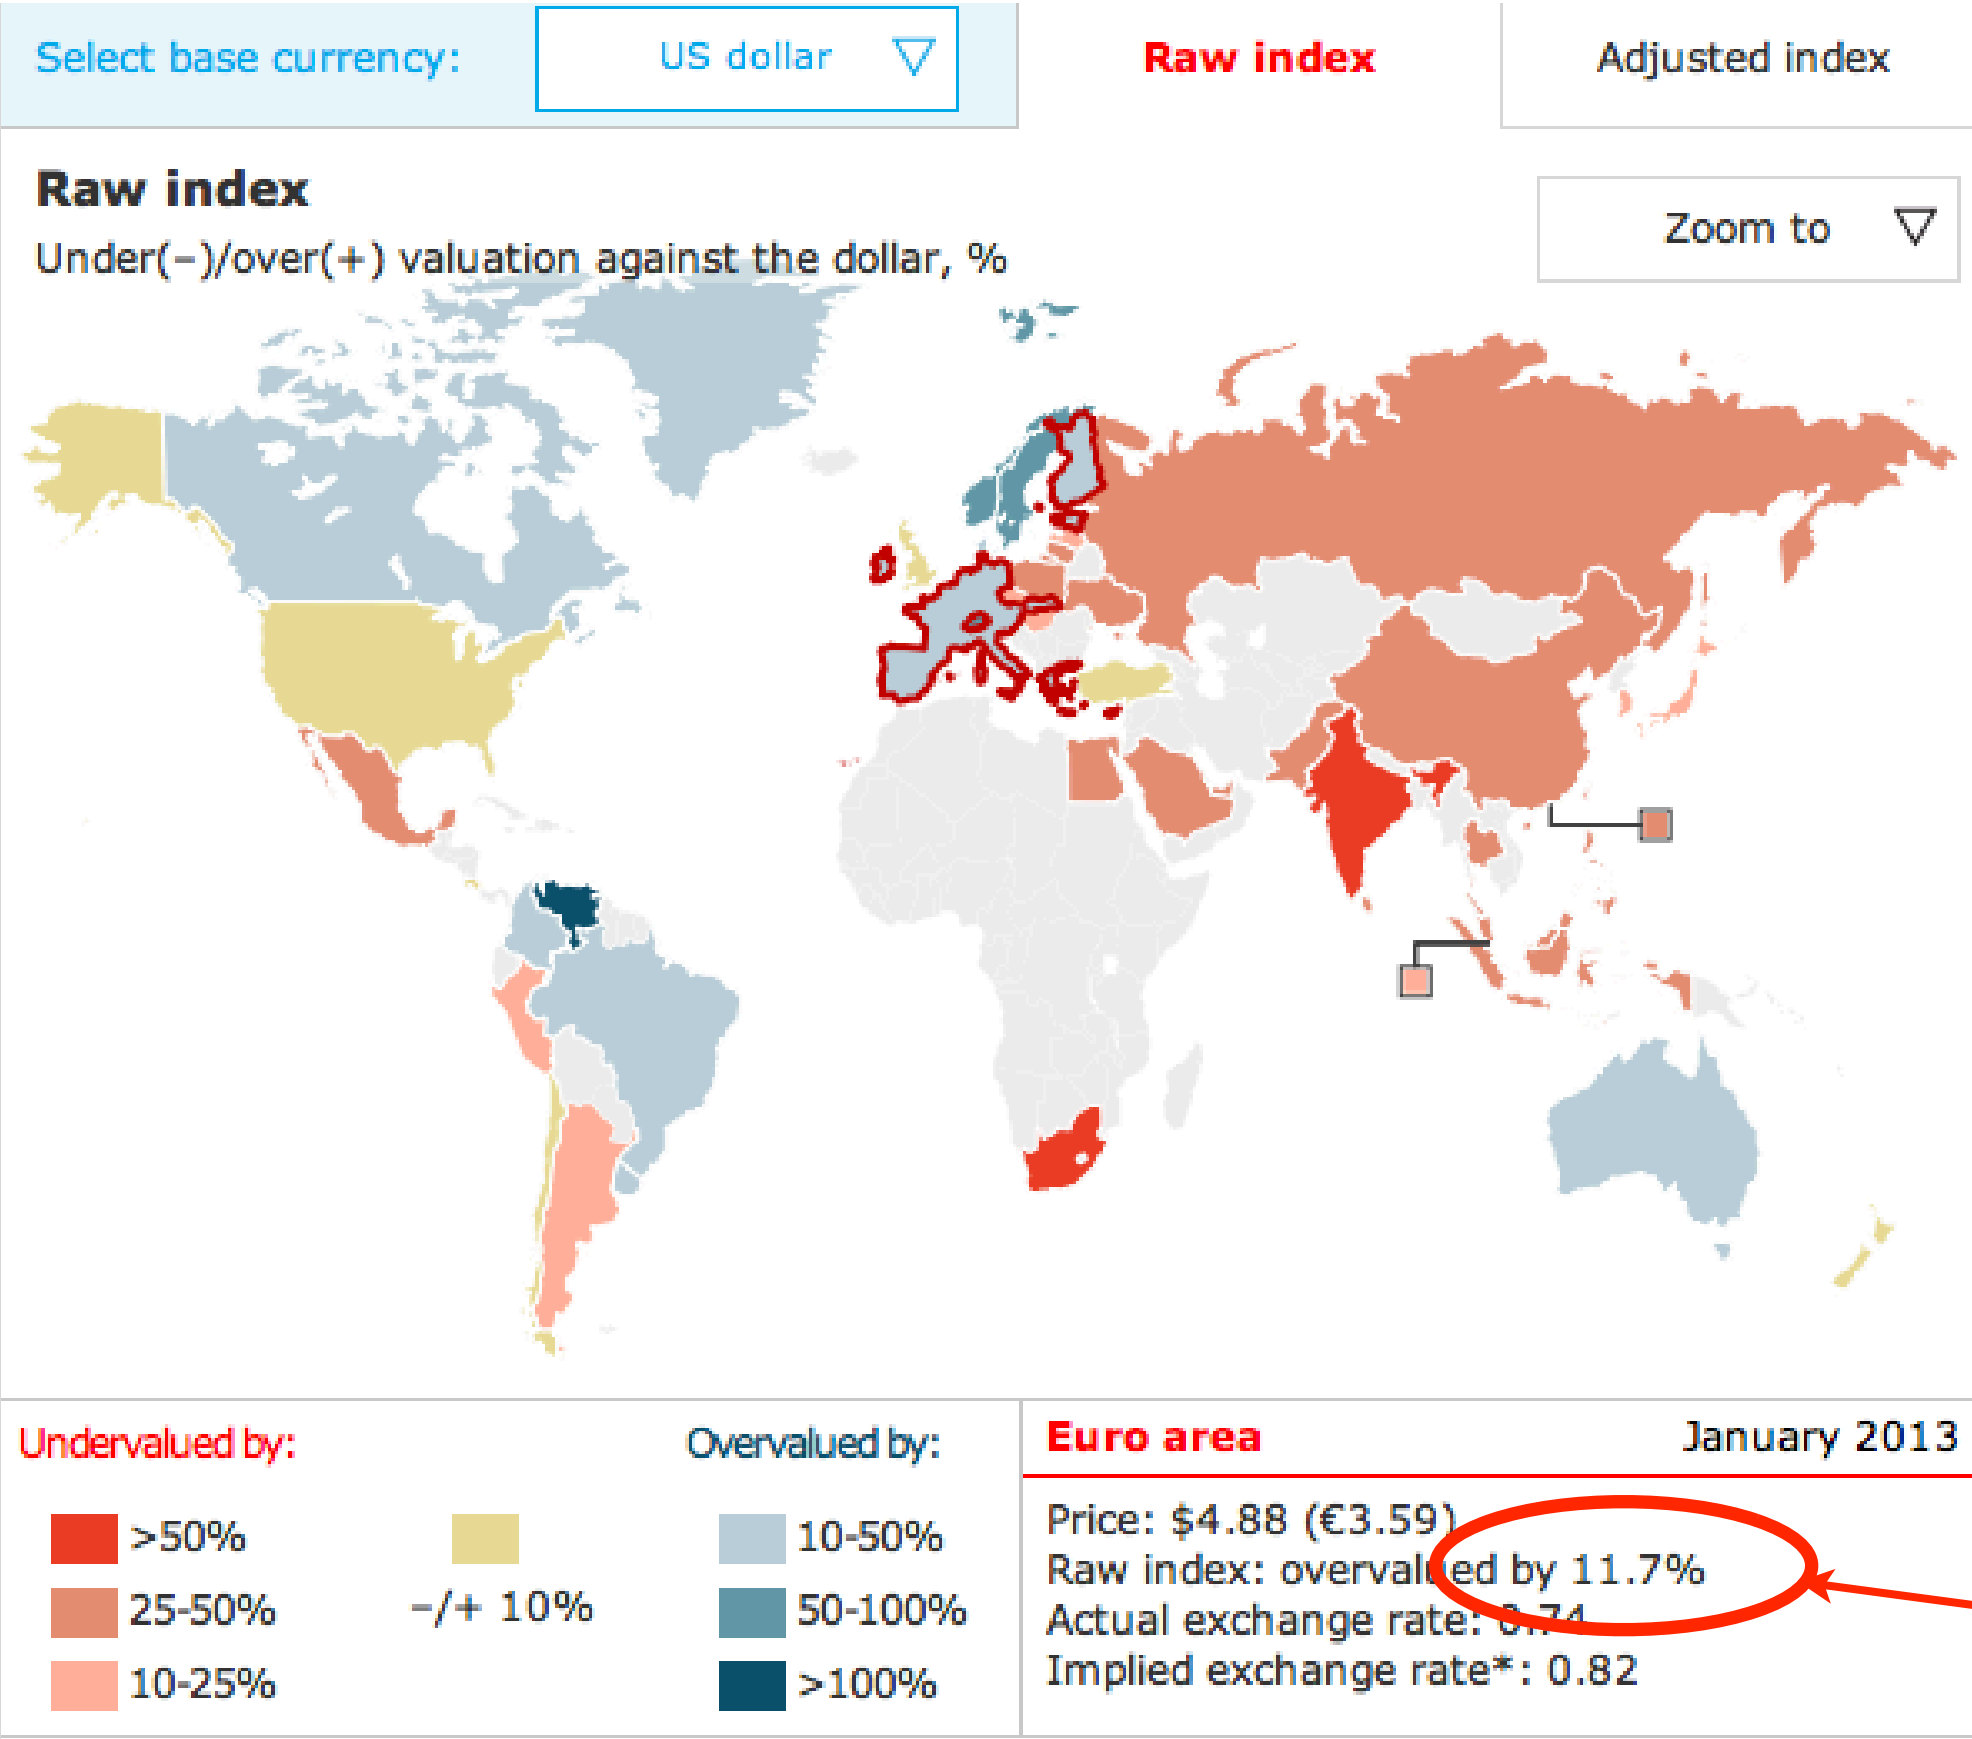 Select base currency:
US dollar
Raw index
Adjusted index
Raw index
Under(–)/over(+) valuation against the dollar, %
Zoom to
Undervalued by:
>50%
25-50%
10-25%
–/+ 10%
Overvalued by:
10-50%
50-100%
>100%
Euro area
January 2013
Price: $4.88 (€3.59)
Raw index: overvalued by 11.7%
Actual exchange rate: 0.74
Implied exchange rate*: 0.82